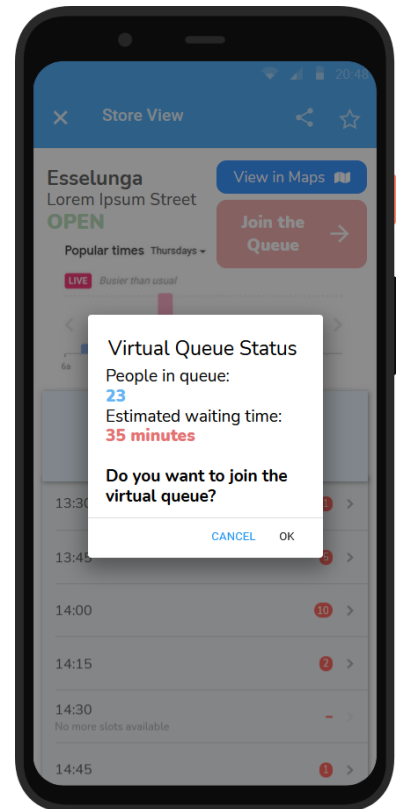 20:48
Store View
Esselunga
View in Maps
Lorem Ipsum Street
OPEN
Join the
Queue
Popular times Thursdays
LIVE Busier than usual
6a
Virtual Queue Status
People in queue:
23
Estimated waiting time:
35 minutes
Do you want to join the
virtual queue?
CANCEL OK
13:30
13:45
14:00 10
14:15 2
14:30 –
No more slots available
14:45 1